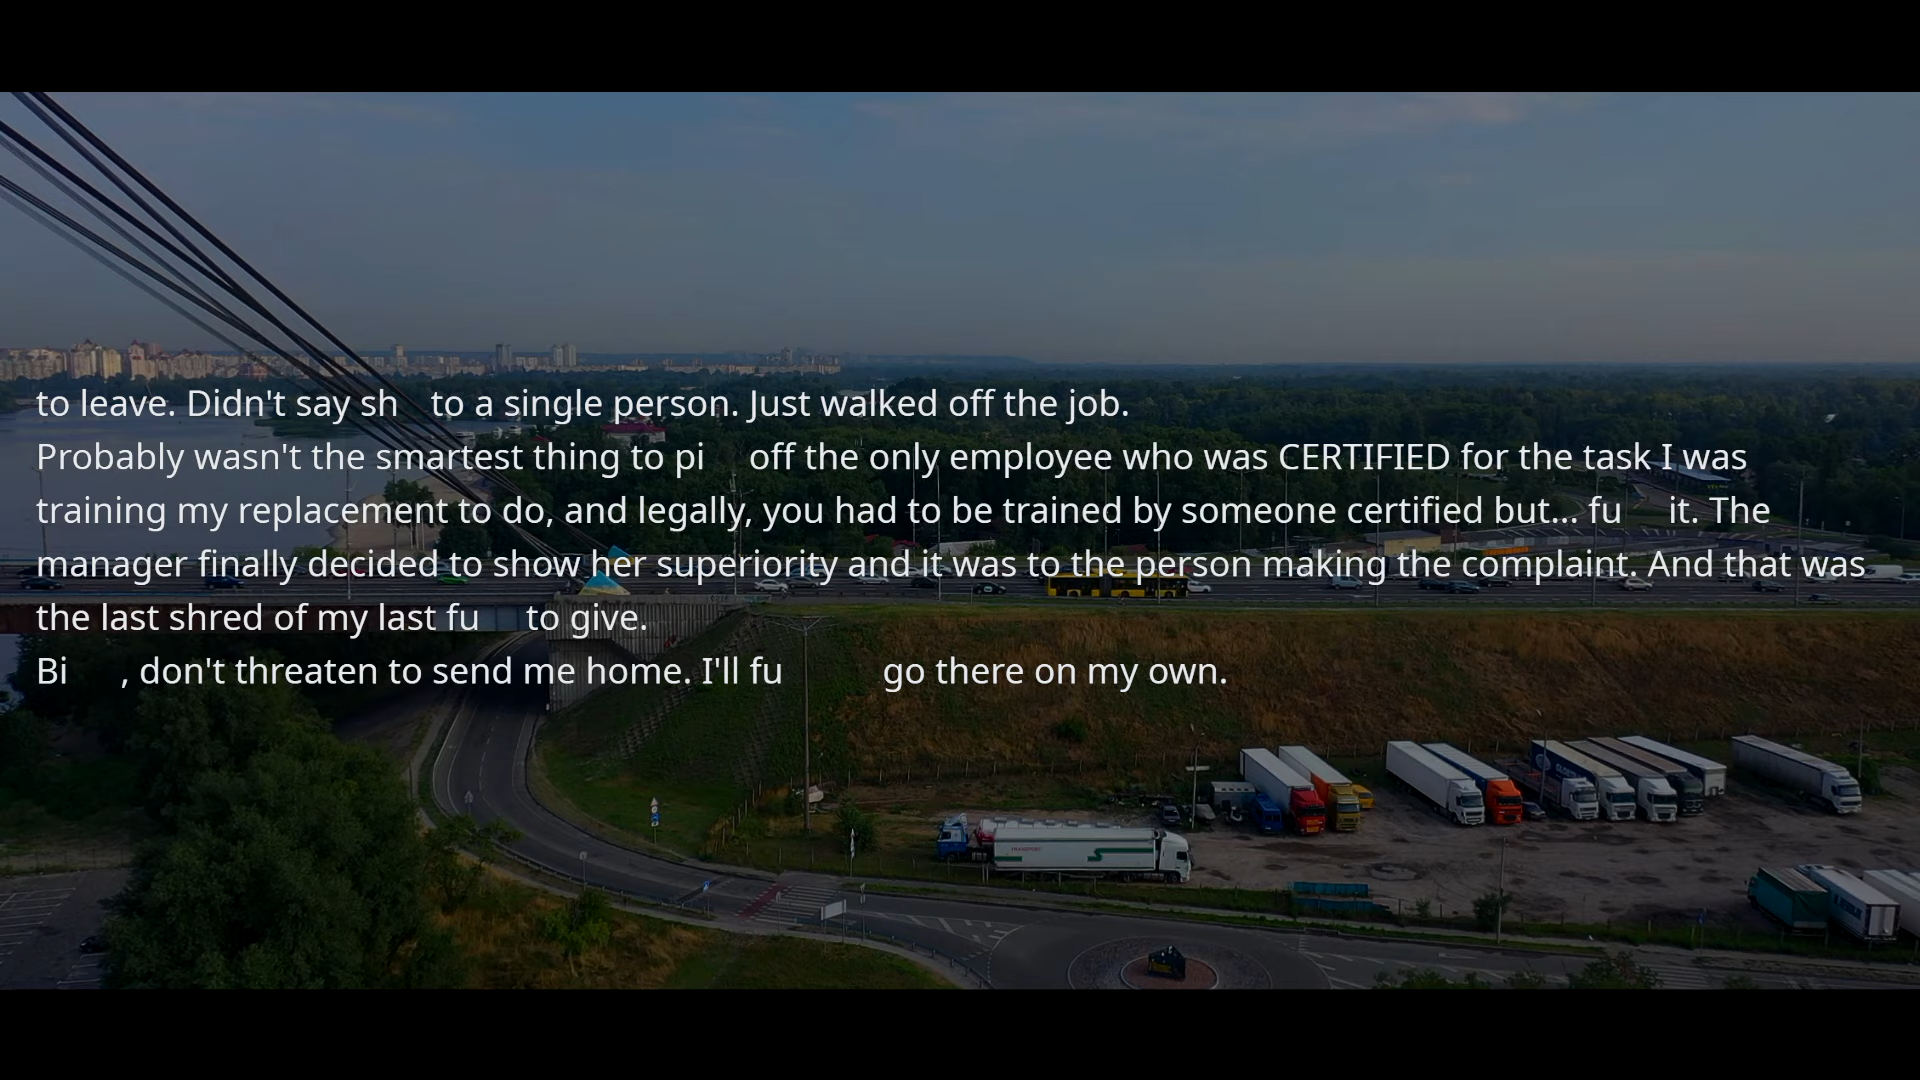 to leave. Didn't say sh to a single person. Just walked off the job.
Probably wasn't the smartest thing to pi off the only employee who was CERTIFIED for the task I was
training my replacement to do, and legally, you had to be trained by someone certified but... fu it. The
manager finally decided to show her superiority and it was to the person making the complaint. And that was
the last shred of my last fu to give.
Bi , don't threaten to send me home. I'll fu go there on my own.